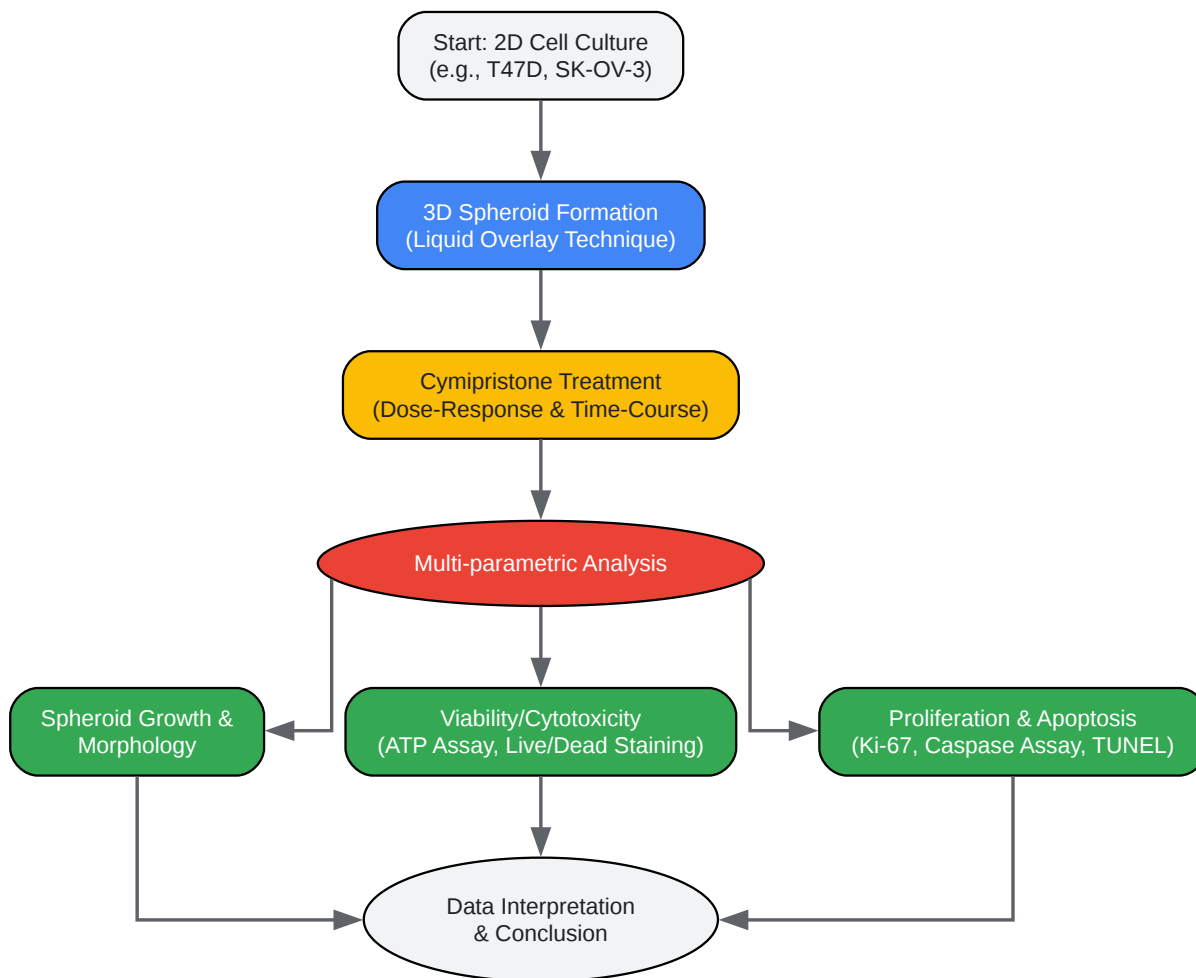 Start: 2D Cell Culture
(e.g., T47D, SK-OV-3)
3D Spheroid Formation
(Liquid Overlay Technique)
Cymipristone Treatment
(Dose-Response & Time-Course)
Multi-parametric Analysis
Spheroid Growth &
Morphology
Viability/Cytotoxicity
(ATP Assay, Live/Dead Staining)
Proliferation & Apoptosis
(Ki-67, Caspase Assay, TUNEL)
Data Interpretation
& Conclusion